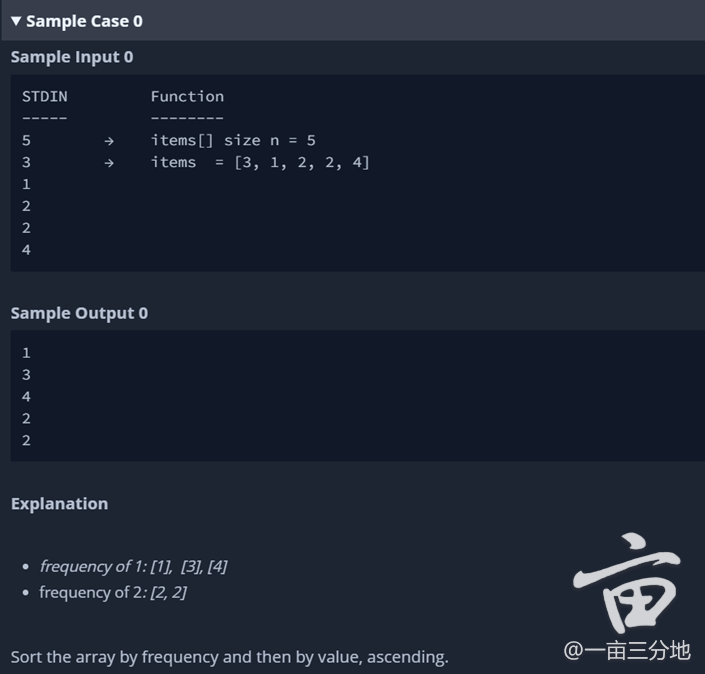 ▼ Sample Case 0
Sample Input 0
STDIN Function
----- --------
5 → items[] size n = 5
3 → items = [3, 1, 2, 2, 4]
1
2
2
4
Sample Output 0
1
3
4
2
2
Explanation
• frequency of 1: [1], [3], [4]
• frequency of 2: [2, 2]
Sort the array by frequency and then by value, ascending.
亩
@一亩三分地